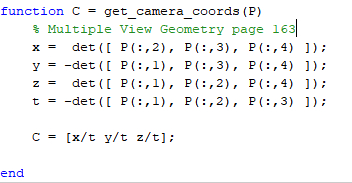 function C = get_camera_coords(P)
% Multiple View Geometry page 163
x =  det([ P(:,2), P(:,3), P(:,4) ]);
y = -det([ P(:,1), P(:,3), P(:,4) ]);
z =  det([ P(:,1), P(:,2), P(:,4) ]);
t = -det([ P(:,1), P(:,2), P(:,3) ]);
C = [x/t y/t z/t];
end